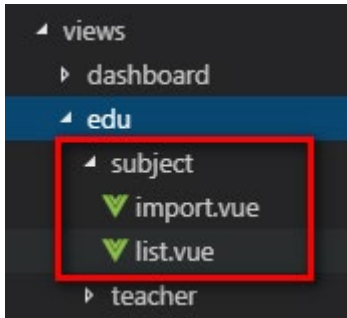 views
dashboard
edu
subject
import.vue
list.vue
teacher